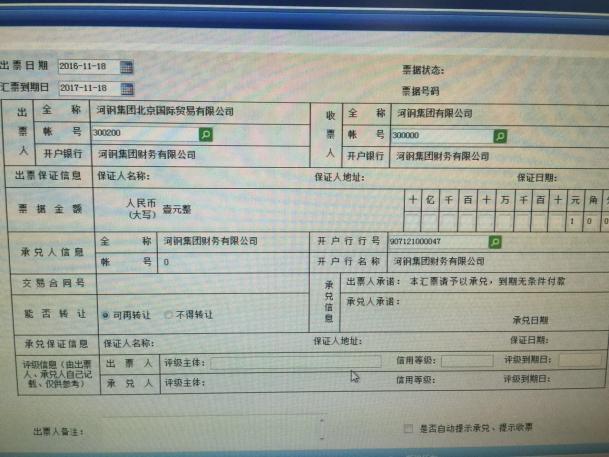 出票日期 2016-11-18 票据状态:
汇票到期日 2017-11-18 票据号码
出票人 全称 河钢集团北京国际贸易有限公司 收票人 全称 河钢集团有限公司
帐号 300200 帐号 300000
开户银行 河钢集团财务有限公司 开户银行 河钢集团财务有限公司
出票保证信息 保证人名称: 保证人地址: 保证日期:
票据金额 人民币(大写) 壹元整 十亿千百十万千百十元角分
1 0 0
承兑人信息 全称 河钢集团财务有限公司 开户行行号 907121000047
帐号 0 开户行名称 河钢集团财务有限公司
交易合同号 承兑信息 出票人承诺: 本汇票请予以承兑, 到期无条件付款
能否转让 可再转让 不得转让 承兑人承诺:
承兑日期
承兑保证信息 保证人名称: 保证人地址: 保证日期:
评级信息(由出票人、承兑人自己记载、仅供参考) 出票人 评级主体: 信用等级: 评级到期日:
承兑人 评级主体: 信用等级: 评级到期日:
出票人备注: 是否自动提示承兑、提示收票